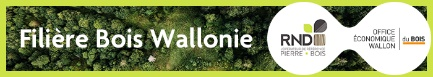 Filière Bois Wallonie
RND
PIERRE • BOIS
OFFICE
ÉCONOMIQUE
WALLON
du BOIS